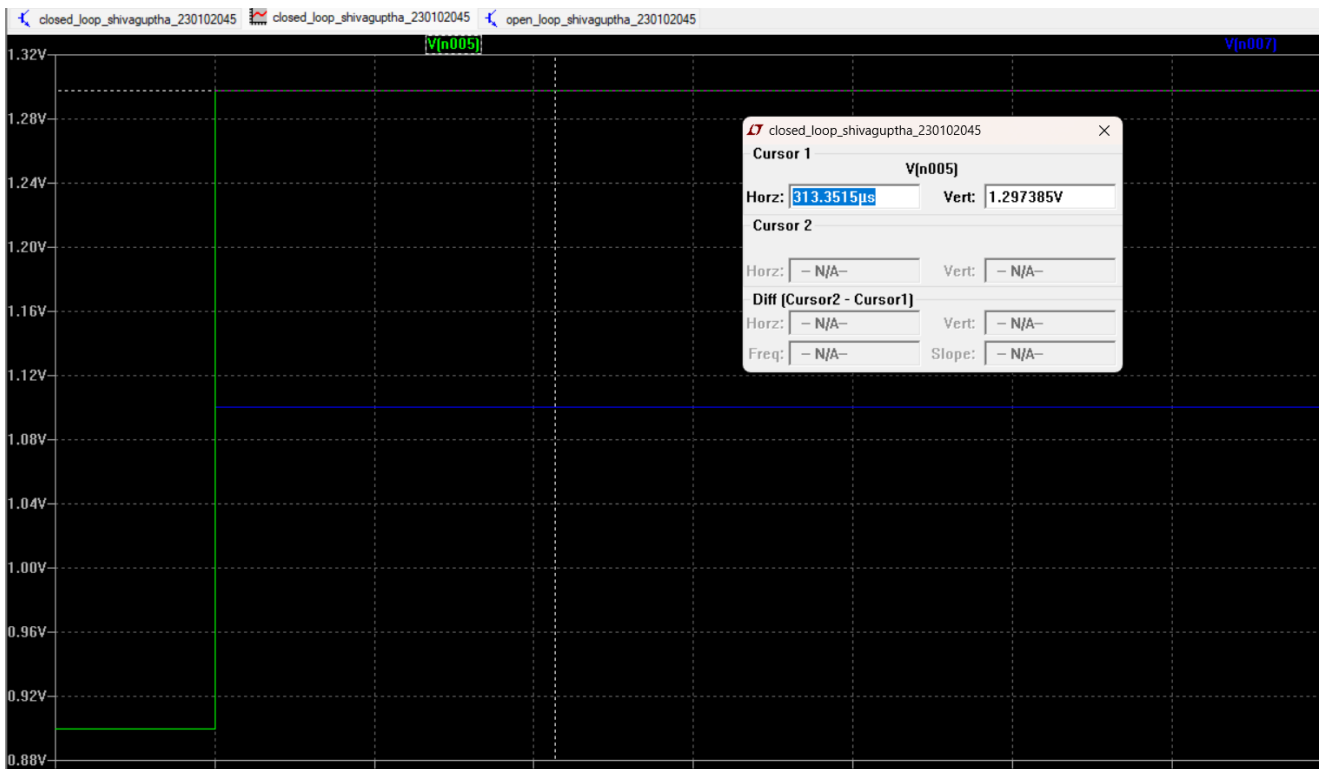 closed_loop_shivaguptha_230102045 closed_loop_shivaguptha_230102045 open_loop_shivaguptha_230102045
V(n005) V(n007)
1.32V
1.28V
1.24V
1.20V
1.16V
1.12V
1.08V
1.04V
1.00V
0.96V
0.92V
0.88V
closed_loop_shivaguptha_230102045
Cursor 1
V(n005)
Horz: 313.3515µs Vert: 1.297385V
Cursor 2
Horz: -- N/A-- Vert: -- N/A--
Diff (Cursor2 - Cursor1)
Horz: -- N/A-- Vert: -- N/A--
Freq: -- N/A-- Slope: -- N/A--